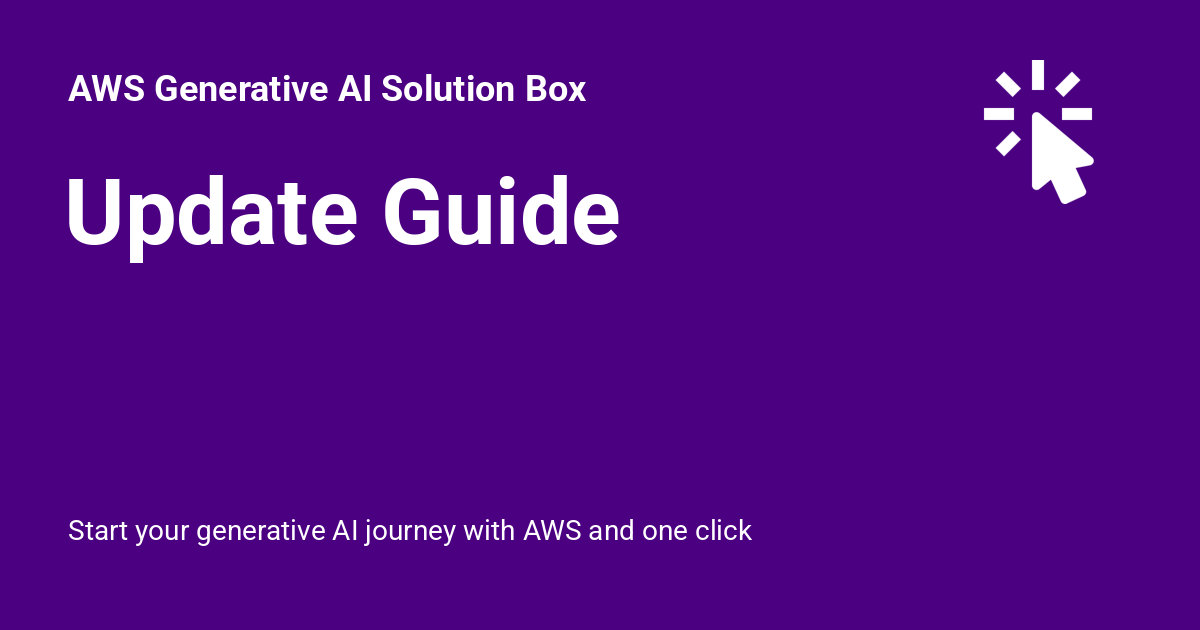 AWS Generative AI Solution Box
Update Guide
Start your generative AI journey with AWS and one click